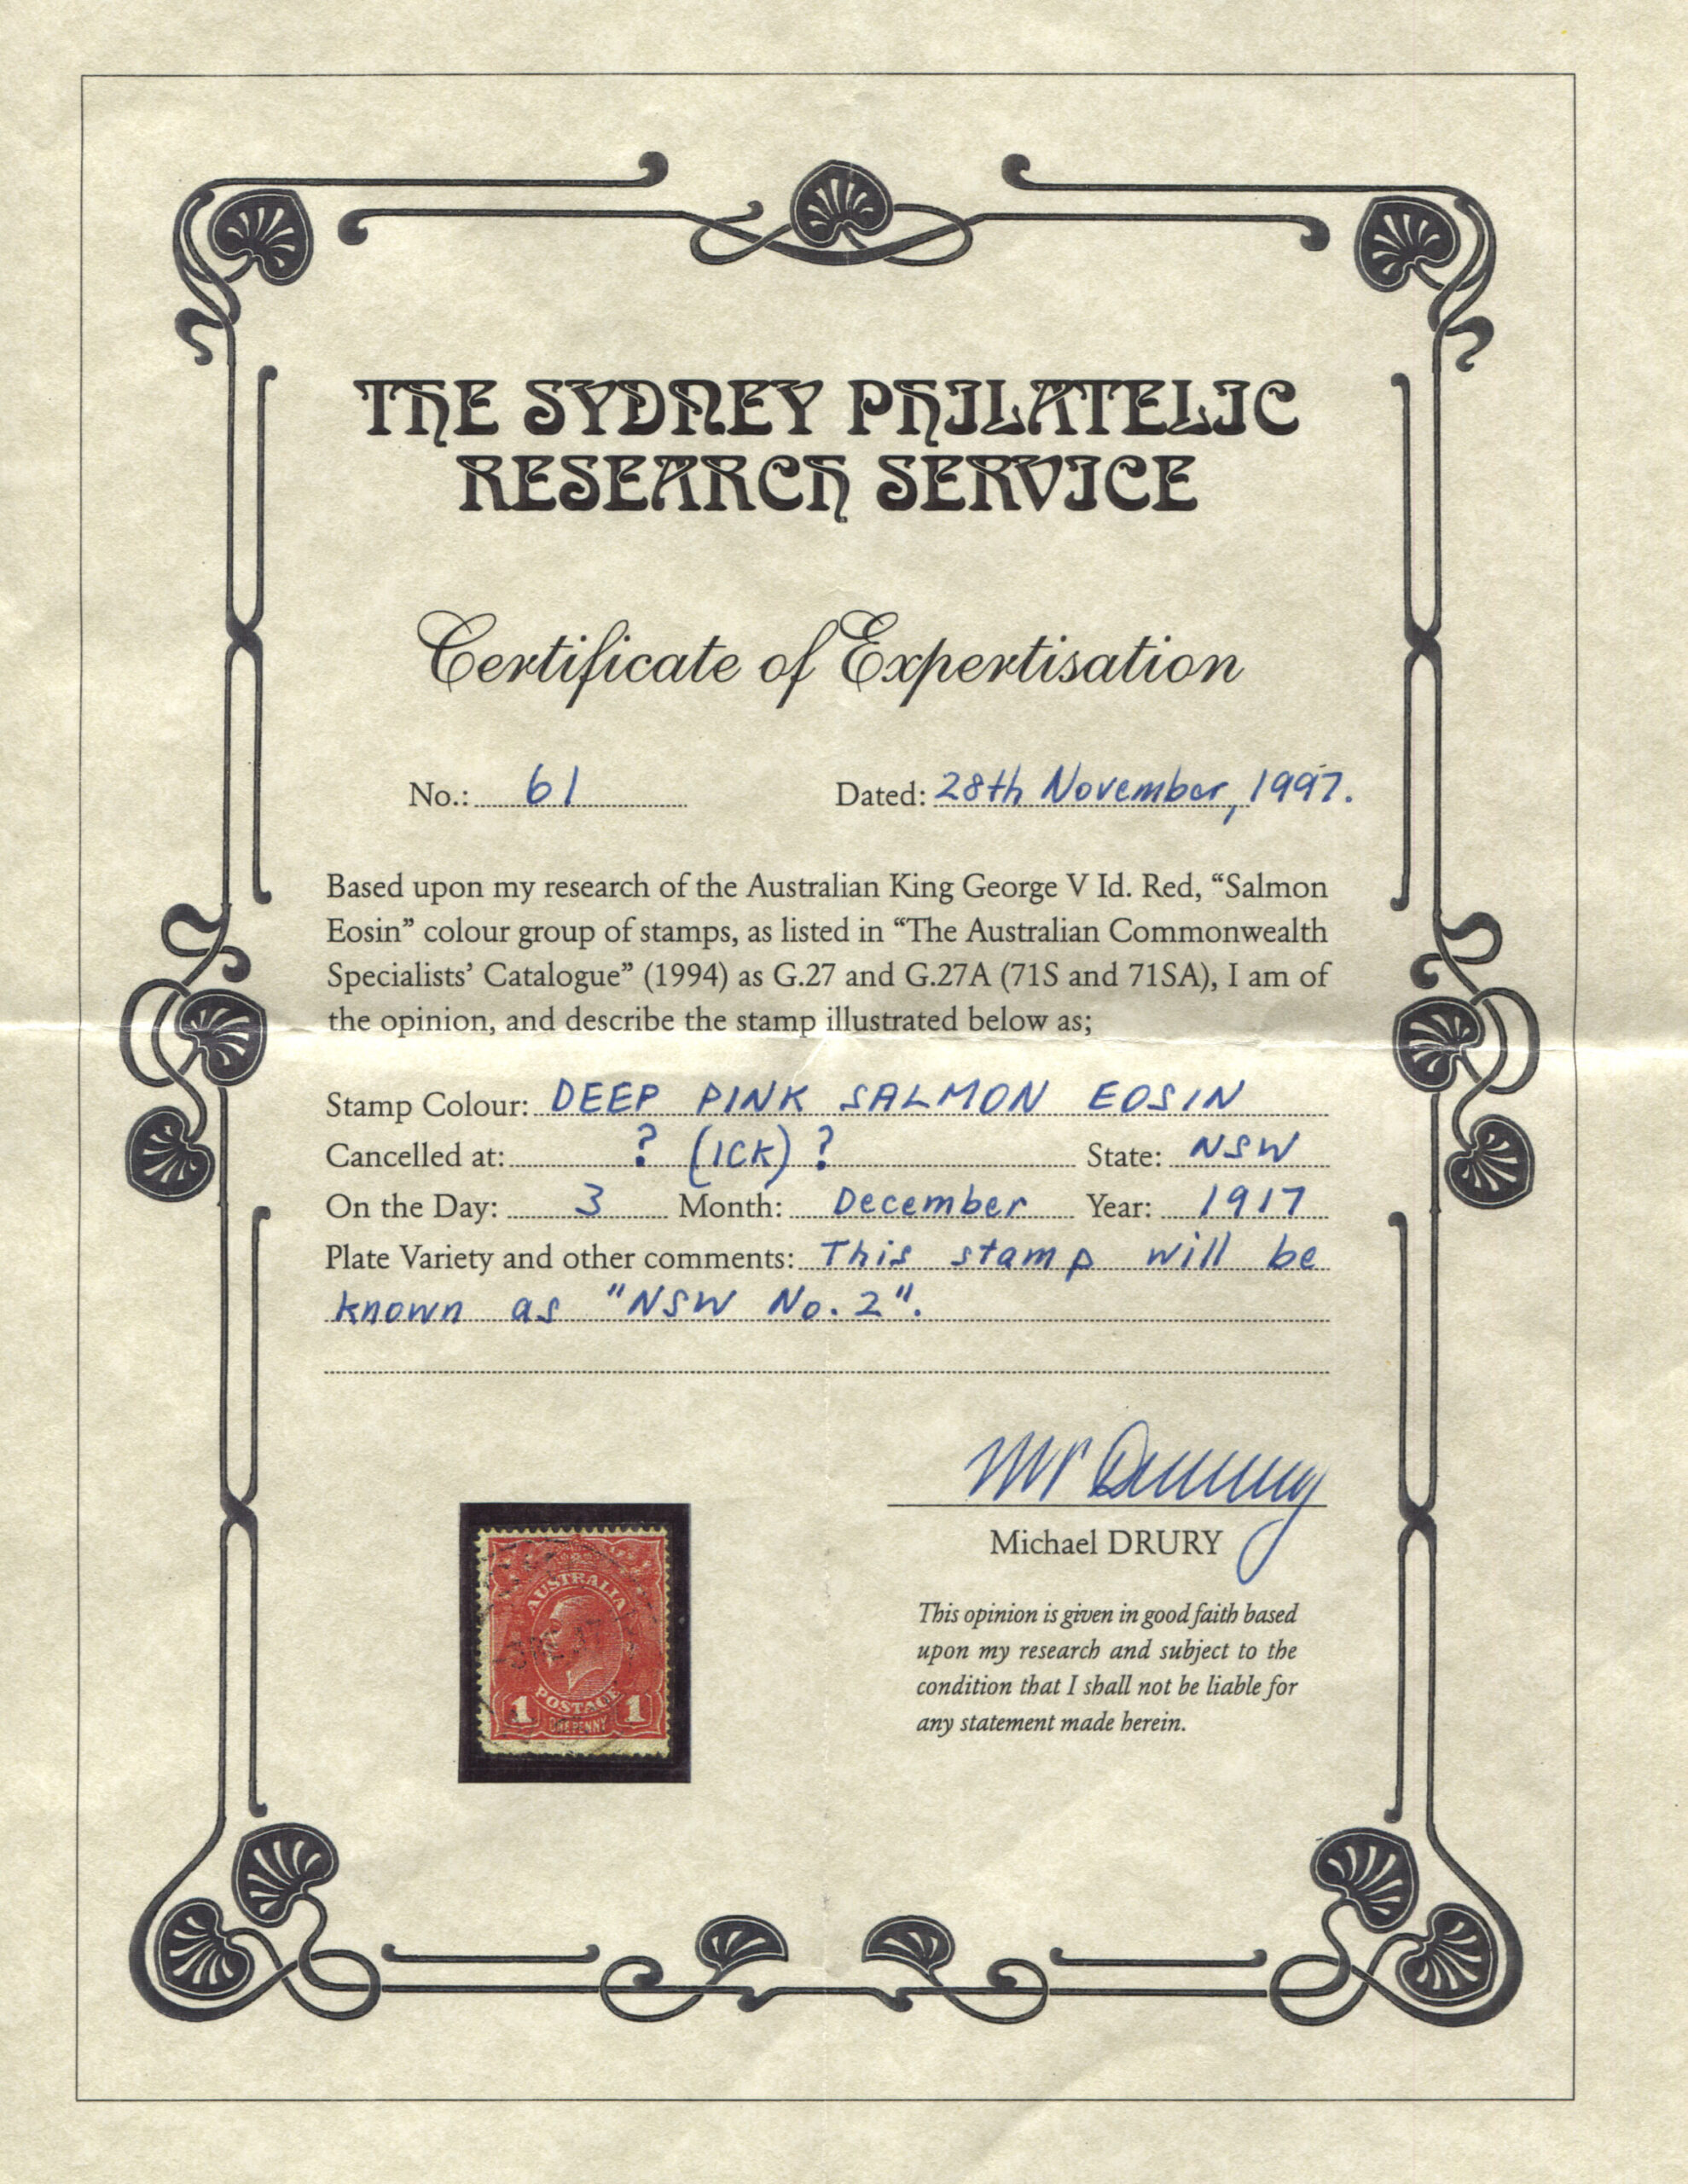 THE SYDNEY PHILATELIC
RESEARCH SERVICE
Certificate of Expertisation
No.: 61 Dated: 28th November, 1997.
Based upon my research of the Australian King George V Id. Red, “Salmon
Eosin” colour group of stamps, as listed in “The Australian Commonwealth
Specialists’ Catalogue” (1994) as G.27 and G.27A (71S and 71SA), I am of
the opinion, and describe the stamp illustrated below as;
Stamp Colour: DEEP PINK SALMON EOSIN
Cancelled at: ? (ICK) ? State: NSW
On the Day: 3 Month: December Year: 1917
Plate Variety and other comments: This stamp will be
known as "NSW No. 2".
Michael DRURY
This opinion is given in good faith based
upon my research and subject to the
condition that I shall not be liable for
any statement made herein.
AUSTRALIA
POSTAGE
1 ONE PENNY 1